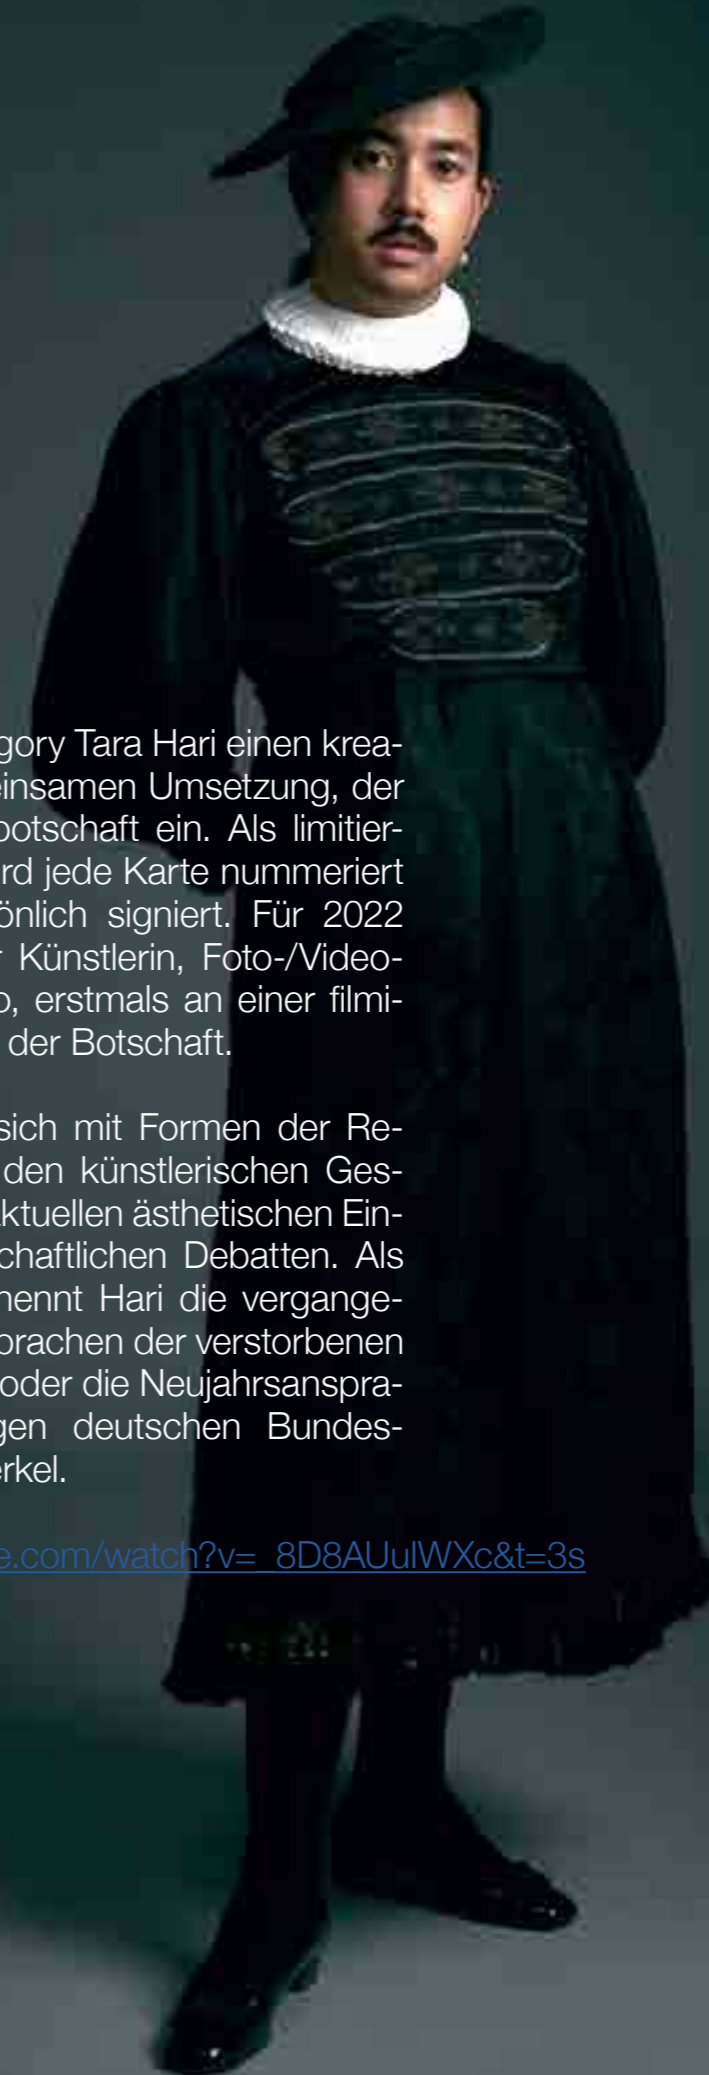 gory Tara Hari einen krea-
einsamen Umsetzung, der
botschaft ein. Als limitier-
rd jede Karte nummeriert
önlich signiert. Für 2022
r Künstlerin, Foto-/Video-
o, erstmals an einer filmi-
der Botschaft.
sich mit Formen der Re-
den künstlerischen Ges-
aktuellen ästhetischen Ein-
schaftlichen Debatten. Als
nennt Hari die vergange-
prachen der verstorbenen
oder die Neujahrsanspra-
gen deutschen Bundes-
erkel.
e.com/watch?v=_8D8AUuIWXc&t=3s